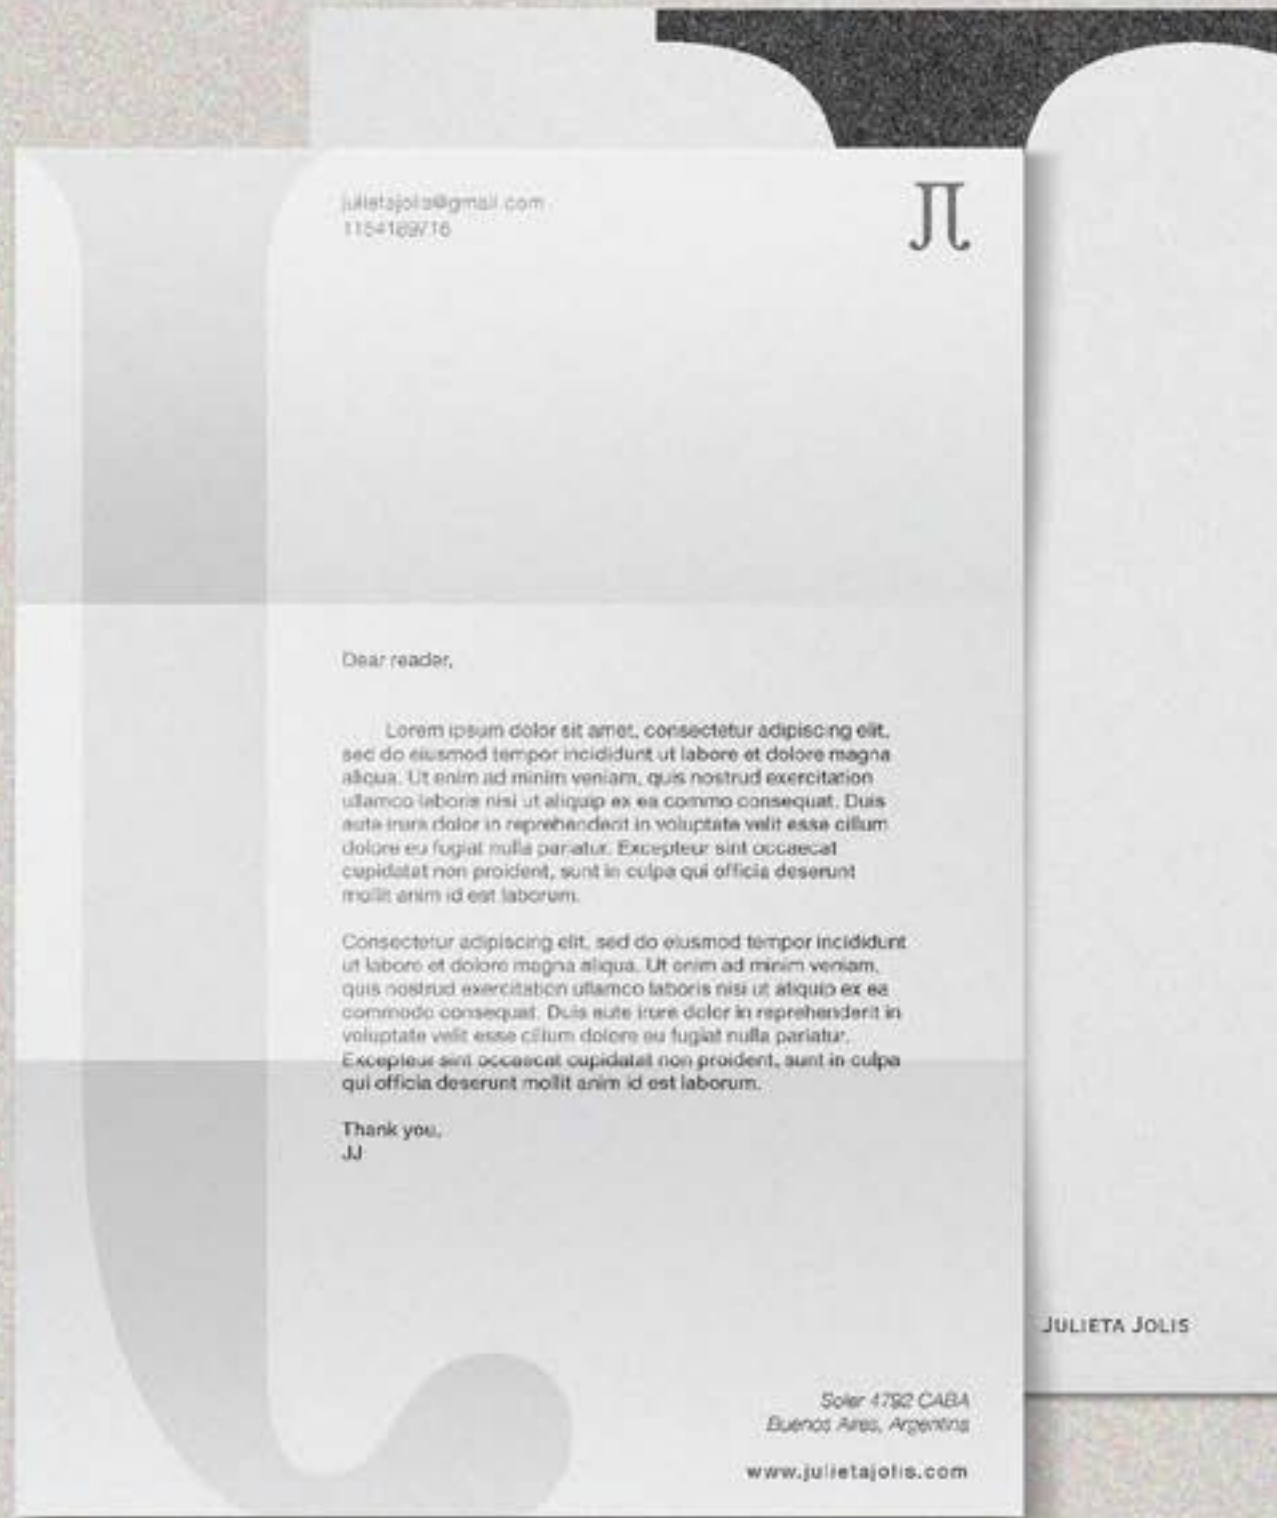 julietajolis@gmail.com
1154189716
JJ
Dear reader,
Lorem ipsum dolor sit amet, consectetur adipiscing elit,
sed do eiusmod tempor incididunt ut labore et dolore magna
aliqua. Ut enim ad minim veniam, quis nostrud exercitation
ullamco laboris nisi ut aliquip ex ea commo consequat. Duis
aute irure dolor in reprehenderit in voluptate velit esse cillum
dolore eu fugiat nulla pariatur. Excepteur sint occaecat
cupidatat non proident, sunt in culpa qui officia deserunt
mollit anim id est laborum.
Consectetur adipiscing elit, sed do eiusmod tempor incididunt
ut labore et dolore magna aliqua. Ut enim ad minim veniam,
quis nostrud exercitation ullamco laboris nisi ut aliquip ex ea
commodo consequat. Duis aute irure dolor in reprehenderit in
voluptate velit esse cillum dolore eu fugiat nulla pariatur.
Excepteur sint occaecat cupidatat non proident, sunt in culpa
qui officia deserunt mollit anim id est laborum.
Thank you,
JJ
Soler 4792 CABA
Buenos Aires, Argentina
www.julietajolis.com
JULIETA JOLIS